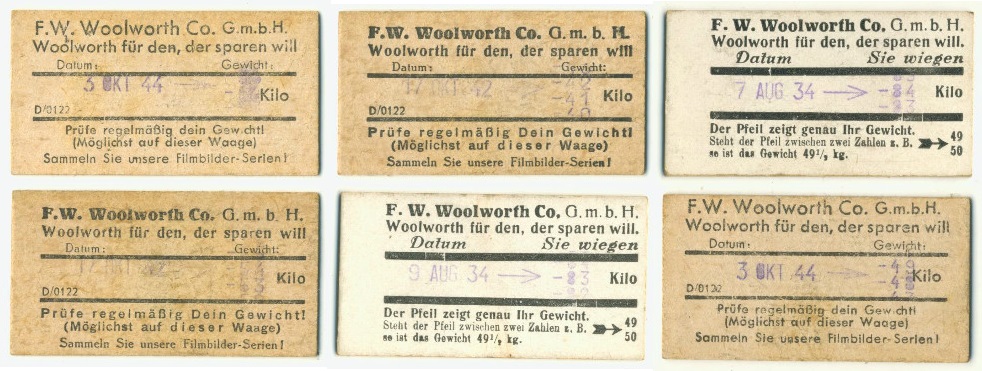 F.W. Woolworth Co. G.m.b.H.
Woolworth für den, der sparen will
Datum: Gewicht:
3 OKT 44
Kilo
D/0122
Prüfe regelmäßig dein Gewicht!
(Möglichst auf dieser Waage)
Sammeln Sie unsere Filmbilder-Serien!
F.W. Woolworth Co. G. m. b. H.
Woolworth für den, der sparen will
Datum: Gewicht:
17 OKT 42 -41
Kilo
D/0122
Prüfe regelmäßig Dein Gewicht!
(Möglichst auf dieser Waage)
Sammeln Sie unsere Filmbilder-Serien!
F. W. Woolworth Co. G. m. b. H.
Woolworth für den, der sparen will.
Datum Sie wiegen
7 AUG 34 → -84 Kilo
-83
Der Pfeil zeigt genau Ihr Gewicht.
Steht der Pfeil zwischen zwei Zahlen z. B. 49
se ist das Gewicht 49½ kg. 50
F.W. Woolworth Co. G. m. b. H.
Woolworth für den, der sparen will
Datum: Gewicht:
Kilo
D/0122
Prüfe regelmäßig Dein Gewicht!
(Möglichst auf dieser Waage)
Sammeln Sie unsere Filmbilder-Serien!
F. W. Woolworth Co. G. m. b. H.
Woolworth für den, der sparen will.
Datum Sie wiegen
9 AUG 34 → -83 Kilo
Der Pfeil zeigt genau Ihr Gewicht.
Steht der Pfeil zwischen zwei Zahlen z. B. 49
se ist das Gewicht 49½ kg. 50
F.W. Woolworth Co. G.m.b.H.
Woolworth für den, der sparen will
Datum: Gewicht:
3 OKT 44 →
Kilo
D/0122
Prüfe regelmäßig dein Gewicht!
(Möglichst auf dieser Waage)
Sammeln Sie unsere Filmbilder-Serien!